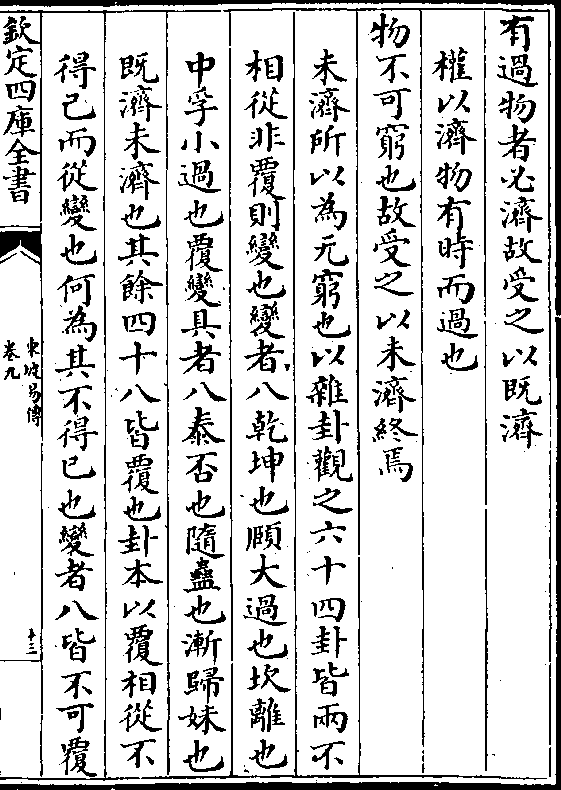 有過物者必濟故受之以既濟
權以濟物有時而過也
物不可窮也故受之以未濟終焉
未濟所以為无窮也以雜卦觀之六十四卦皆兩不
相從非覆則變也變者八乾坤也頤大過也坎離也
中孚小過也覆變具者八泰否也隨蠱也漸歸妹也
既濟未濟也其餘四十八皆覆也卦本以覆相從不
得已而從變也何為其不得已也變者八皆不可覆
欽定四庫全書
東坡易傳
卷九
十三